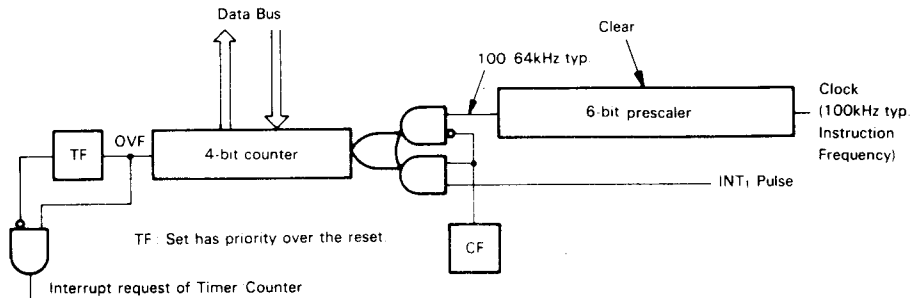 Data Bus
Clear
100 64kHz typ.
6-bit prescaler
Clock
(100kHz typ.
Instruction
Frequency)
TF
OVF
4-bit counter
INT₁ Pulse
TF : Set has priority over the reset.
CF
Interrupt request of Timer Counter